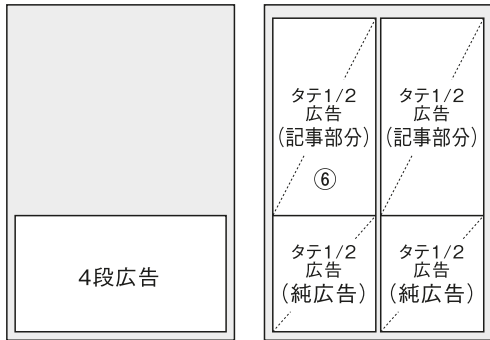 4段広告
タテ1/2
広告
(記事部分)
⑥
タテ1/2
広告
(記事部分)
タテ1/2
広告
(純広告)
タテ1/2
広告
(純広告)